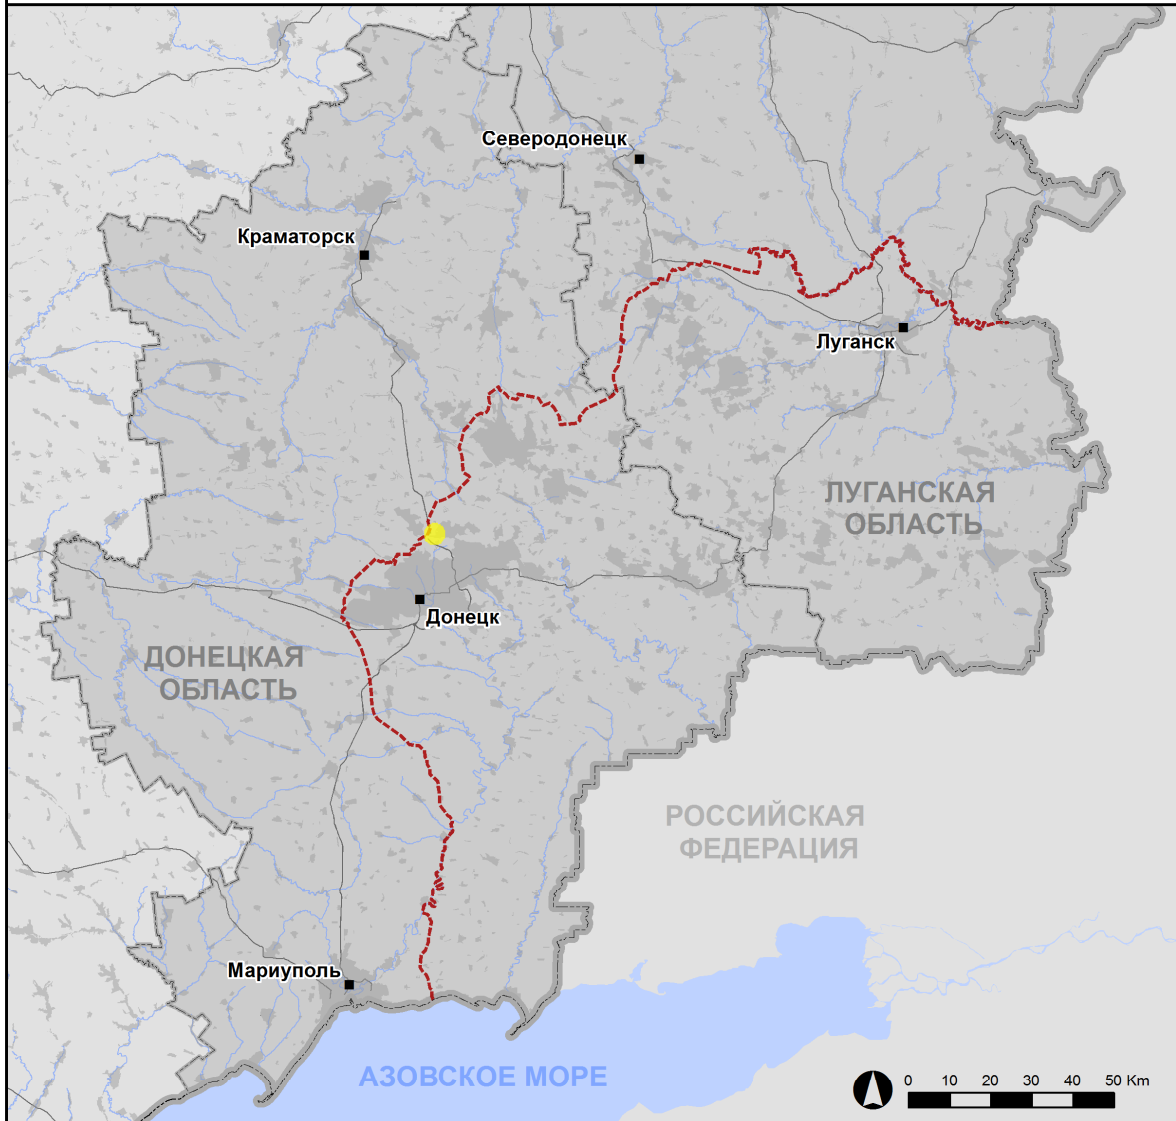 Северодонецк
Краматорск
Луганск
ЛУГАНСКАЯ
ОБЛАСТЬ
Донецк
ДОНЕЦКАЯ
ОБЛАСТЬ
РОССИЙСКАЯ
ФЕДЕРАЦИЯ
Мариуполь
АЗОВСКОЕ МОРЕ
0 10 20 30 40 50 Km